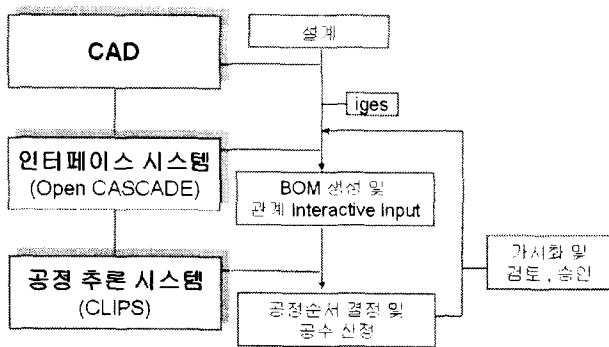 CAD
설계
iges
인터페이스 시스템
(Open CASCADE)
BOM 생성 및
관계 Interactive Input
공정 추론 시스템
(CLIPS)
공정순서 결정 및
공수 산정
가시화 및
검토, 승인